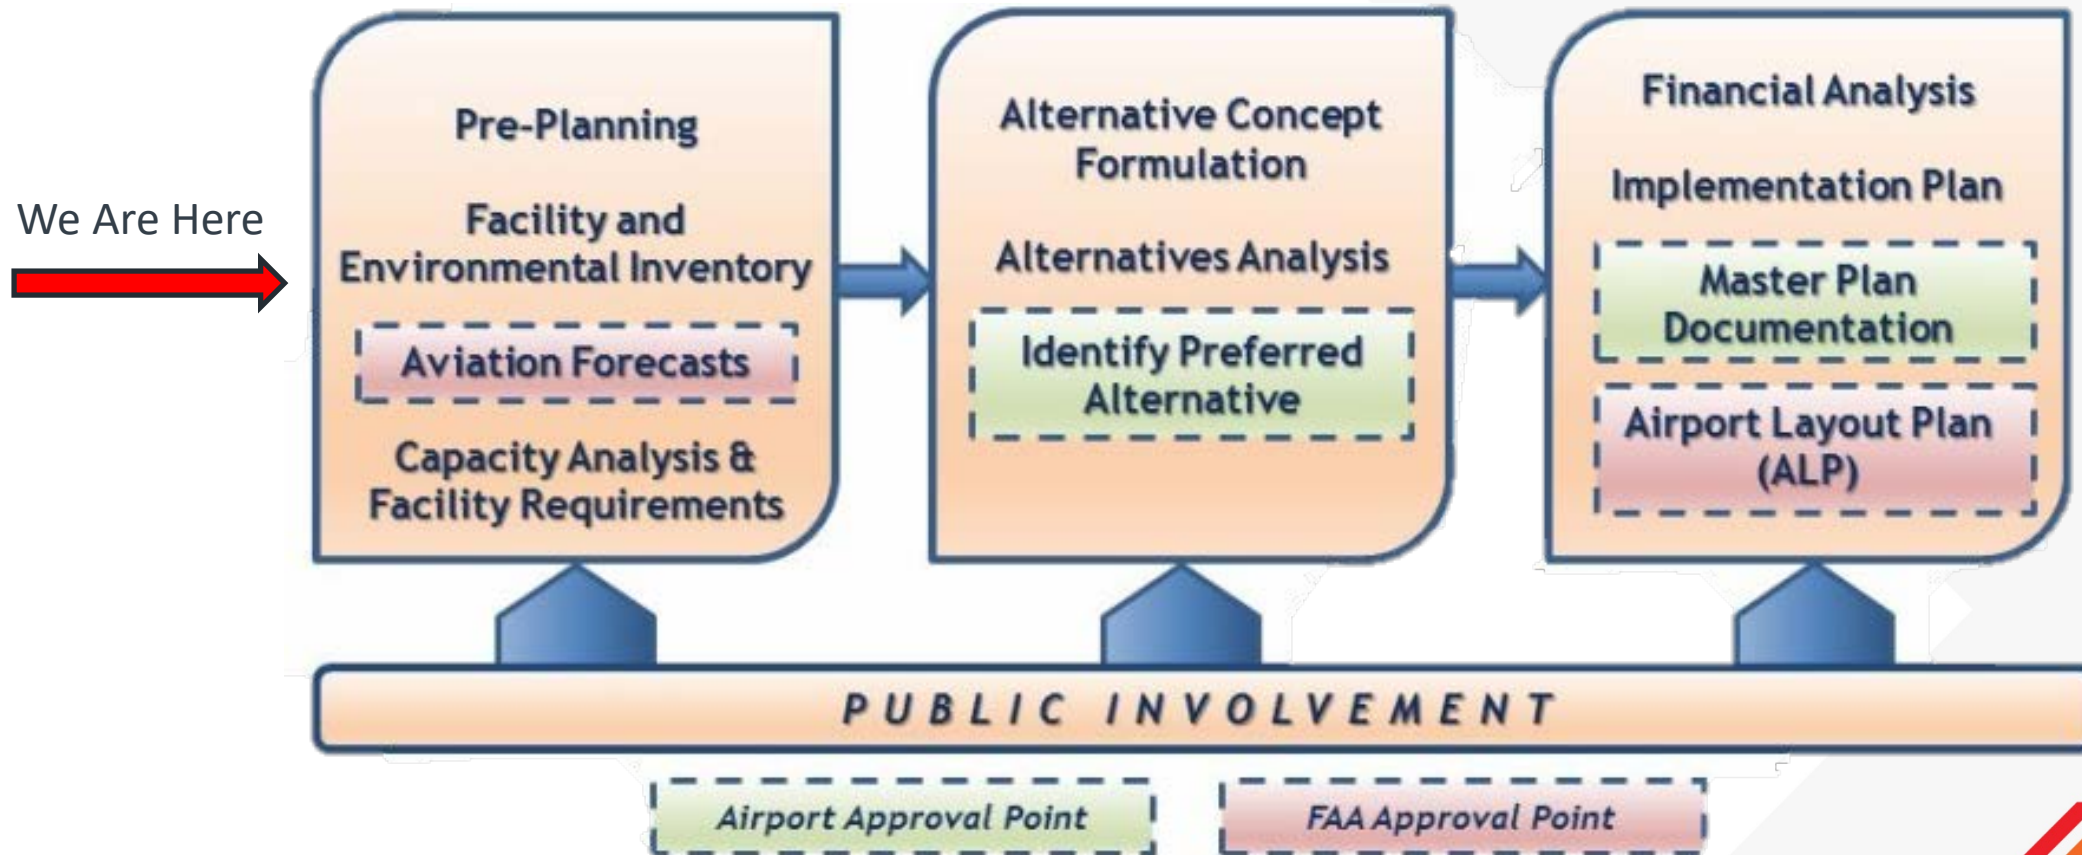 We Are Here
Pre-Planning
Facility and
Environmental Inventory
Aviation Forecasts
Capacity Analysis &
Facility Requirements
Alternative Concept
Formulation
Alternatives Analysis
Identify Preferred
Alternative
Financial Analysis
Implementation Plan
Master Plan
Documentation
Airport Layout Plan
(ALP)
PUBLIC INVOLVEMENT
Airport Approval Point
FAA Approval Point